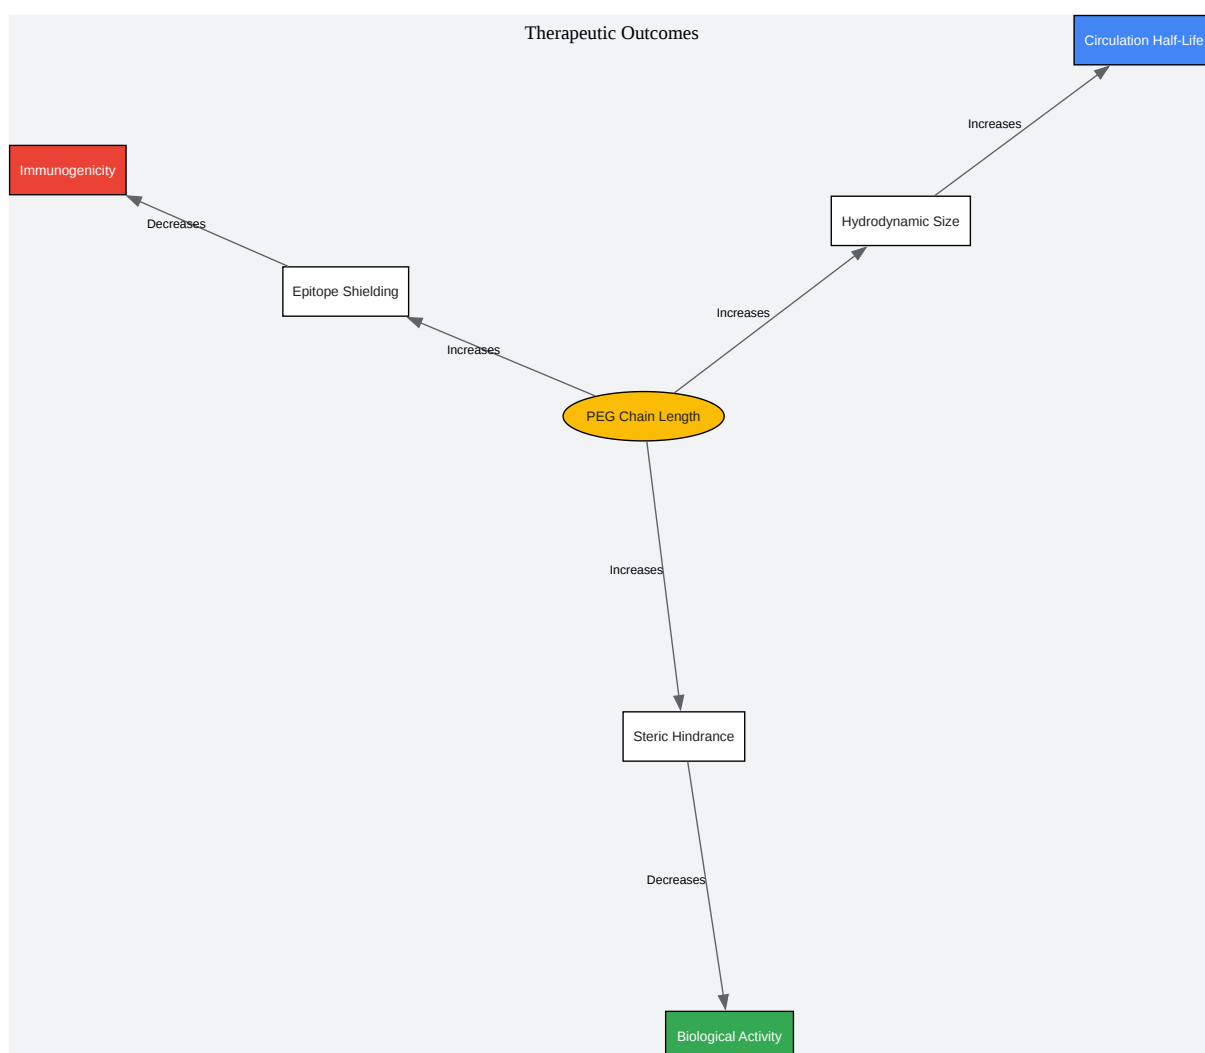 Therapeutic Outcomes
Circulation Half-Life
Increases
Immunogenicity
Decreases
Hydrodynamic Size
Epitope Shielding
Increases
Increases
PEG Chain Length
Increases
Steric Hindrance
Decreases
Biological Activity